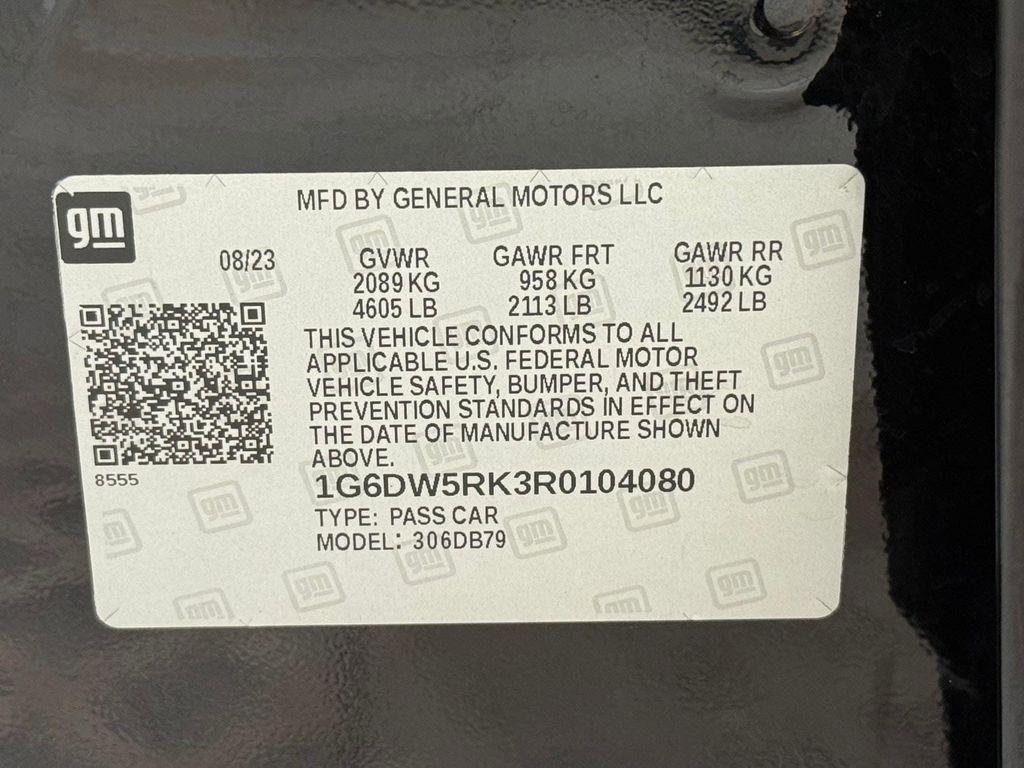 gm
MFD BY GENERAL MOTORS LLC
08/23 GVWR GAWR FRT GAWR RR
2089 KG 958 KG 1130 KG
4605 LB 2113 LB 2492 LB
THIS VEHICLE CONFORMS TO ALL
APPLICABLE U.S. FEDERAL MOTOR
VEHICLE SAFETY, BUMPER, AND THEFT
PREVENTION STANDARDS IN EFFECT ON
THE DATE OF MANUFACTURE SHOWN
ABOVE.
8555
1G6DW5RK3R0104080
TYPE: PASS CAR
MODEL: 306DB79